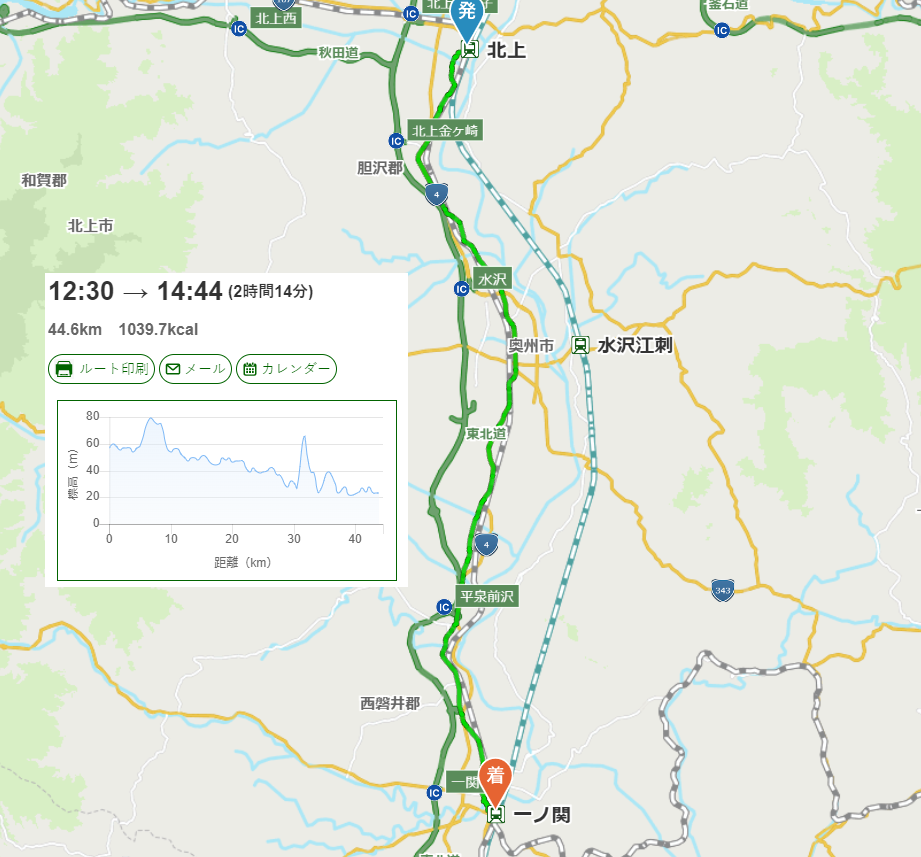 北上西
IC
IC
発
釜石道
IC
北上
秋田道
IC
北上金ヶ崎
胆沢郡
和賀郡
4
北上市
水沢
IC
12:30 → 14:44 (2時間14分)
44.6km 1039.7kcal
ルート印刷 メール カレンダー
奥州市
水沢江刺
標高（m）
80
60
40
20
0
0 10 20 30 40
距離（km）
東北道
4
343
IC
平泉前沢
西磐井郡
着
一関
IC
一ノ関